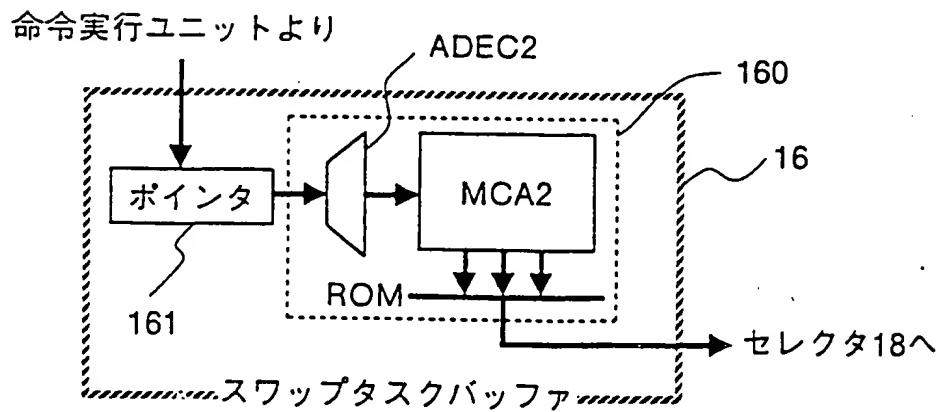 命令実行ユニットより
ADEC2
160
16
ポインタ
MCA2
ROM
161
セレクタ18へ
スワップタスクバッファ